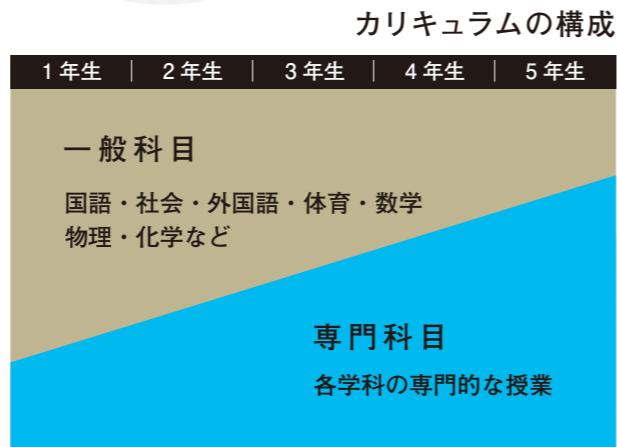 カリキュラムの構成
1年生 | 2年生 | 3年生 | 4年生 | 5年生
一般科目
国語・社会・外国語・体育・数学
物理・化学など
専門科目
各学科の専門的な授業